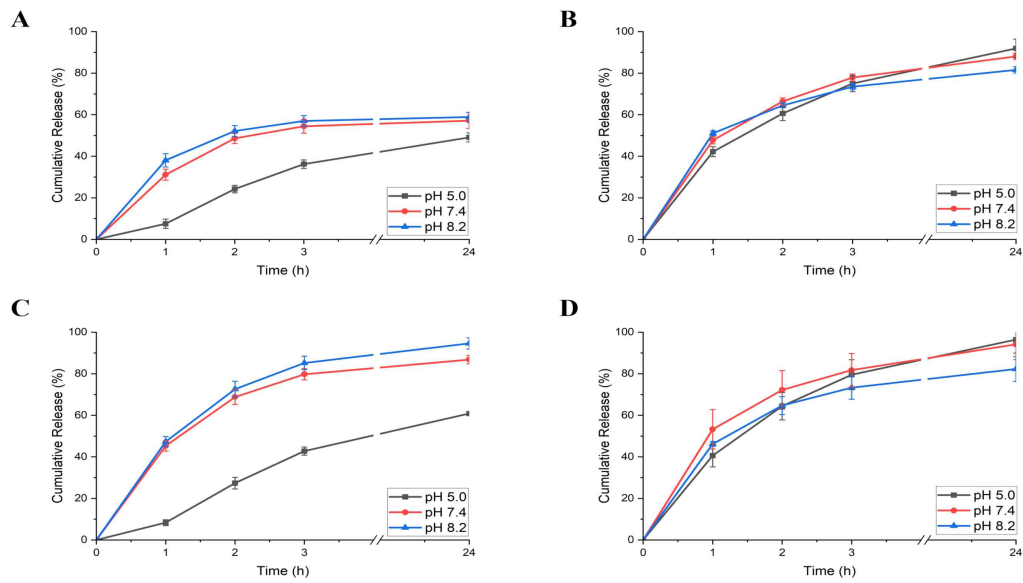 A
Cumulative Release (%)
100
80
60
40
20
0
pH 5.0
pH 7.4
pH 8.2
0 1 2 3 24
Time (h)
B
Cumulative Release (%)
100
80
60
40
20
0
pH 5.0
pH 7.4
pH 8.2
0 1 2 3 24
Time (h)
C
Cumulative Release (%)
100
80
60
40
20
0
pH 5.0
pH 7.4
pH 8.2
0 1 2 3 24
Time (h)
D
Cumulative Release (%)
100
80
60
40
20
0
pH 5.0
pH 7.4
pH 8.2
0 1 2 3 24
Time (h)